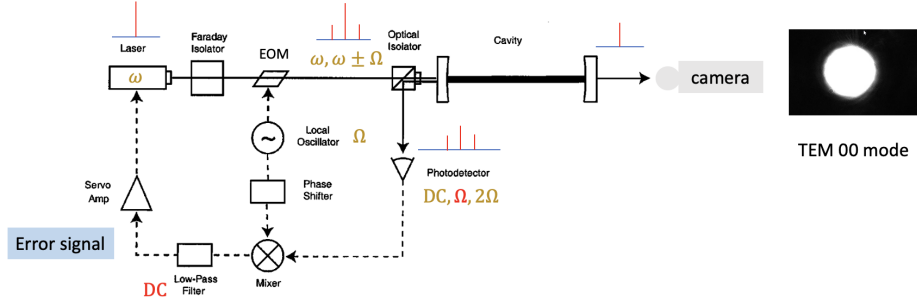 Laser
Faraday
Isolator
EOM
ω, ω ± Ω
Optical
Isolator
Cavity
ω
camera
TEM 00 mode
~
Local
Oscillator
Ω
Photodetector
DC, Ω, 2Ω
Phase
Shifter
Servo
Amp
Error signal
DC
Low-Pass
Filter
Mixer